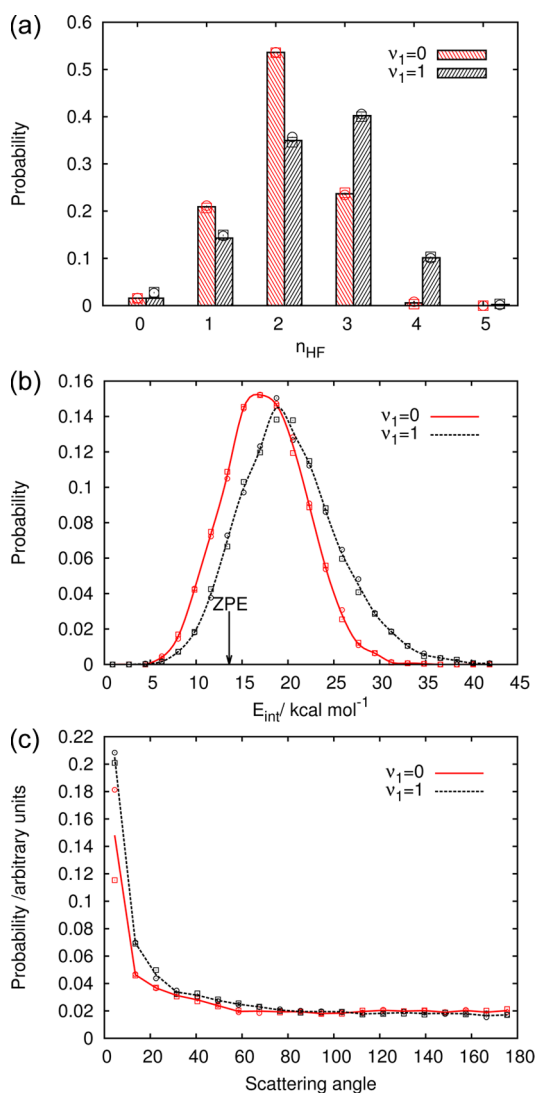 (a)
0.6
0.5
0.4
0.3
0.2
0.1
0
Probability
ν1=0
ν1=1
0 1 2 3 4 5
nHF
(b)
0.16
0.14
0.12
0.1
0.08
0.06
0.04
0.02
0
Probability
ν1=0
ν1=1
ZPE
0 5 10 15 20 25 30 35 40 45
Eint/ kcal mol-1
(c)
0.22
0.2
0.18
0.16
0.14
0.12
0.1
0.08
0.06
0.04
0.02
0
Probability /arbitrary units
ν1=0
ν1=1
0 20 40 60 80 100 120 140 160 180
Scattering angle